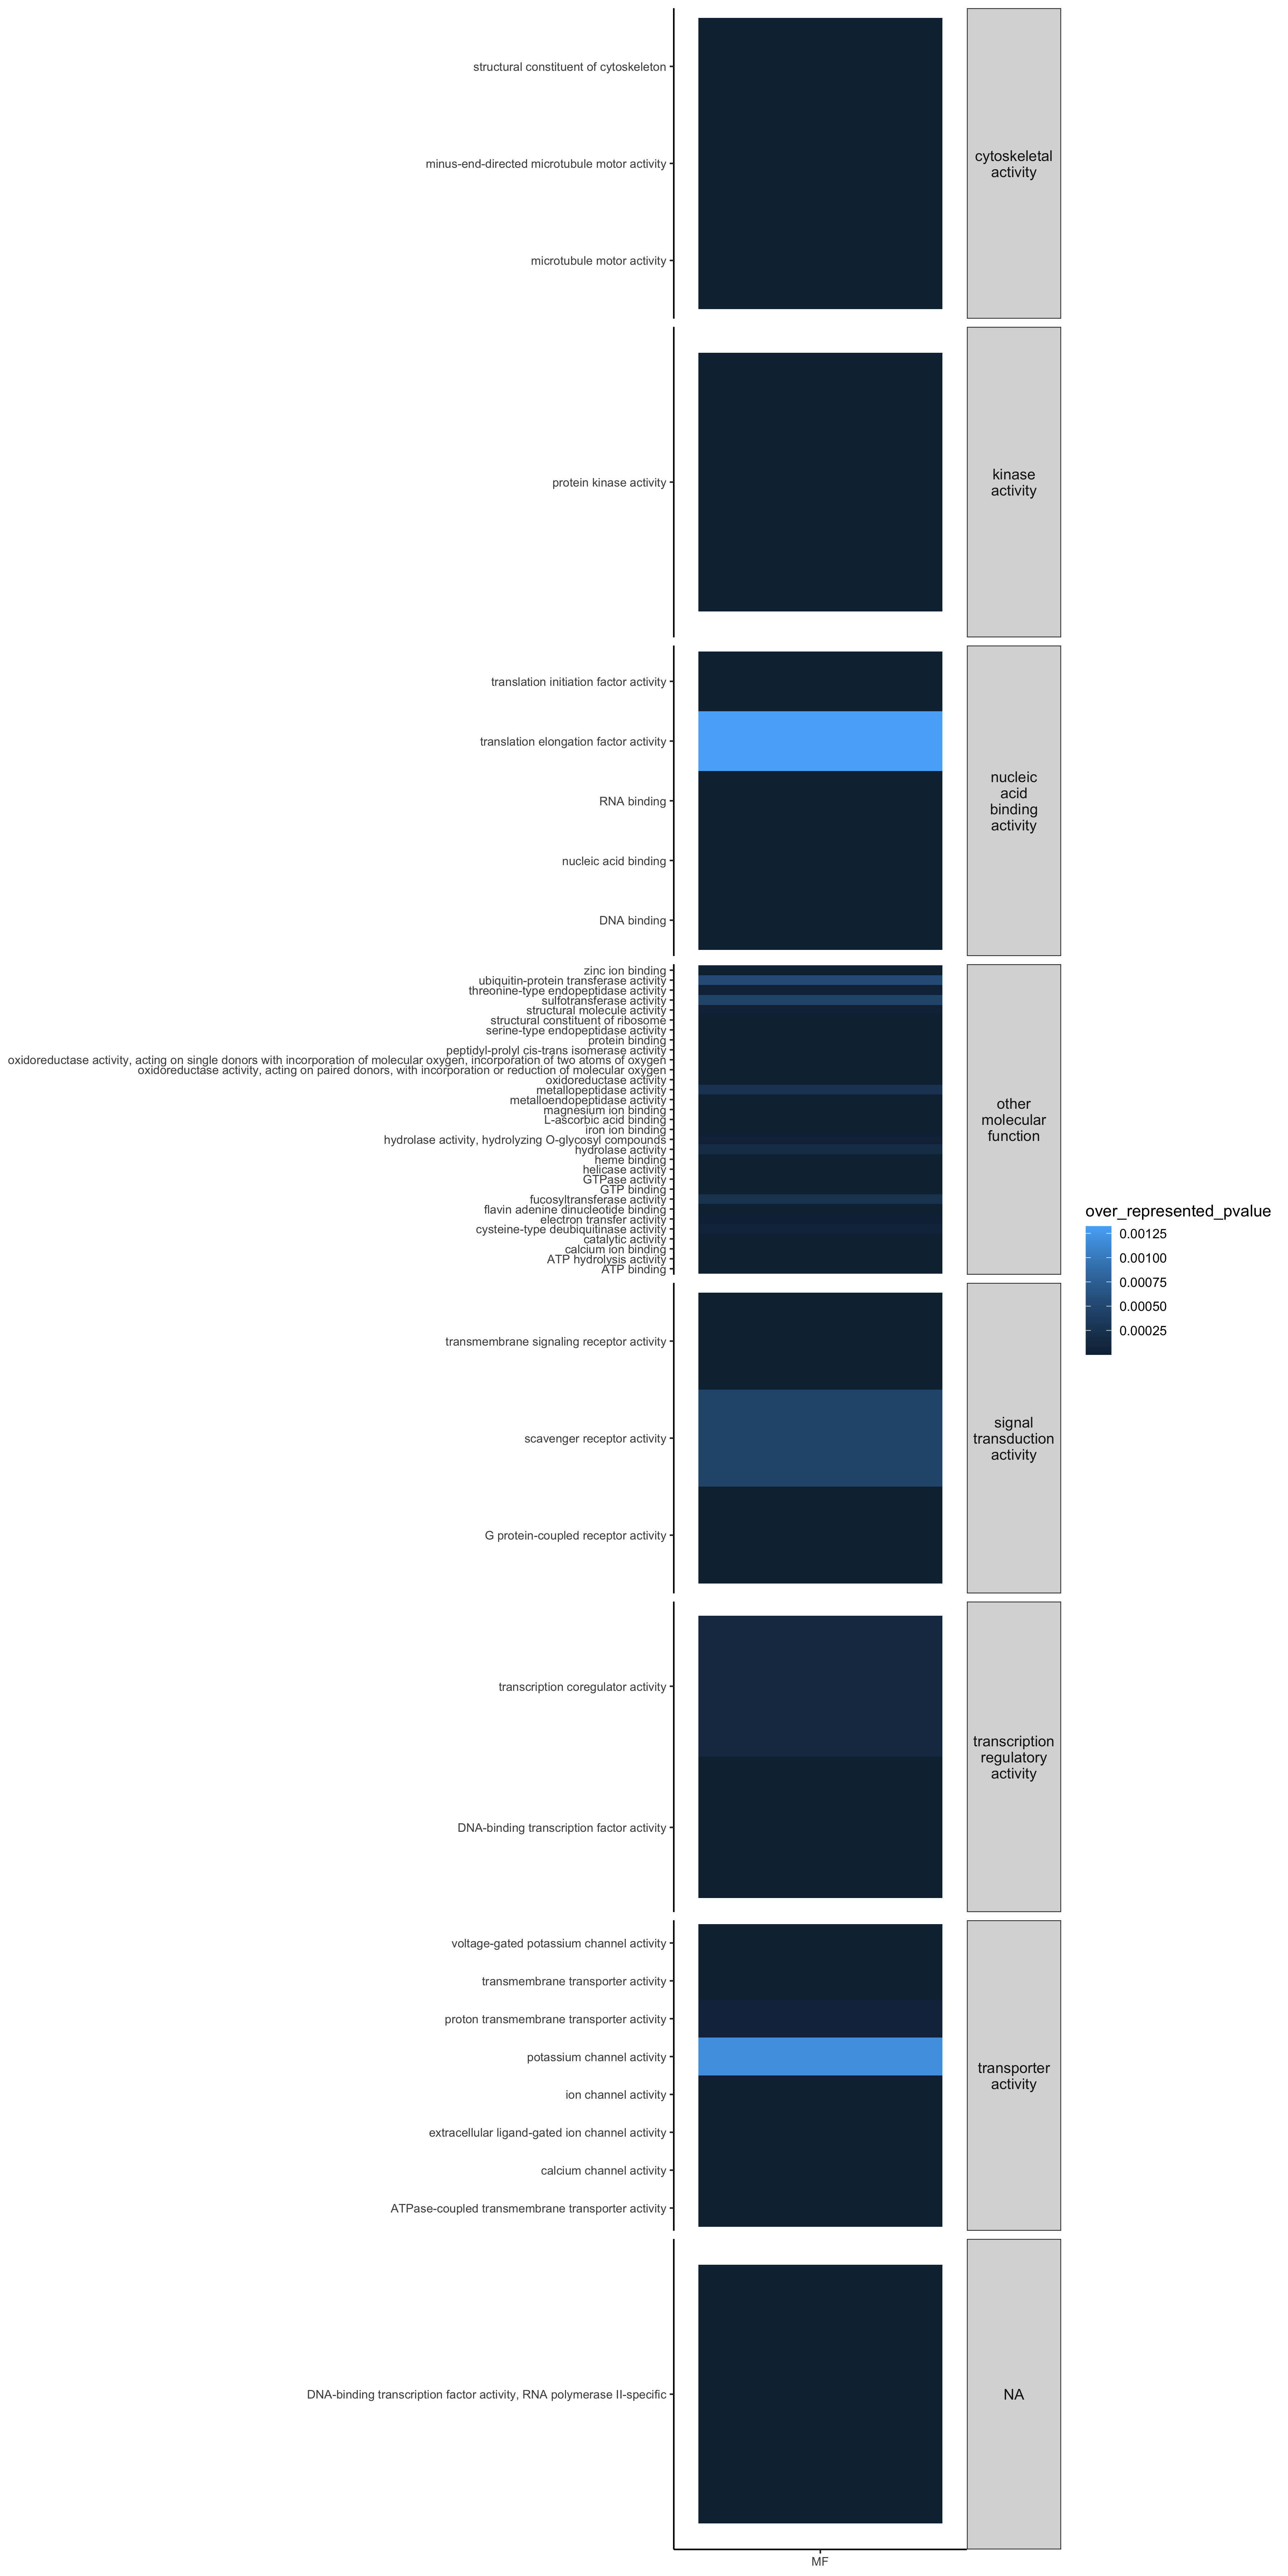 structural constituent of cytoskeleton
minus-end-directed microtubule motor activity
microtubule motor activity
cytoskeletal
activity
protein kinase activity
kinase
activity
translation initiation factor activity
translation elongation factor activity
RNA binding
nucleic acid binding
DNA binding
nucleic
acid
binding
activity
zinc ion binding
ubiquitin-protein transferase activity
threonine-type endopeptidase activity
sulfotransferase activity
structural molecule activity
structural constituent of ribosome
serine-type endopeptidase activity
protein binding
peptidyl-prolyl cis-trans isomerase activity
oxidoreductase activity, acting on single donors with incorporation of molecular oxygen, incorporation of two atoms of oxygen
oxidoreductase activity, acting on paired donors, with incorporation or reduction of molecular oxygen
oxidoreductase activity
metallopeptidase activity
metalloendopeptidase activity
magnesium ion binding
L-ascorbic acid binding
iron ion binding
hydrolase activity, hydrolyzing O-glycosyl compounds
hydrolase activity
heme binding
helicase activity
GTPase activity
GTP binding
fucosyltransferase activity
flavin adenine dinucleotide binding
electron transfer activity
cysteine-type deubiquitinase activity
catalytic activity
calcium ion binding
ATP hydrolysis activity
ATP binding
other
molecular
function
transmembrane signaling receptor activity
scavenger receptor activity
G protein-coupled receptor activity
signal
transduction
activity
transcription coregulator activity
DNA-binding transcription factor activity
transcription
regulatory
activity
voltage-gated potassium channel activity
transmembrane transporter activity
proton transmembrane transporter activity
potassium channel activity
ion channel activity
extracellular ligand-gated ion channel activity
calcium channel activity
ATPase-coupled transmembrane transporter activity
transporter
activity
DNA-binding transcription factor activity, RNA polymerase II-specific
NA
MF
over_represented_pvalue
0.00125
0.00100
0.00075
0.00050
0.00025